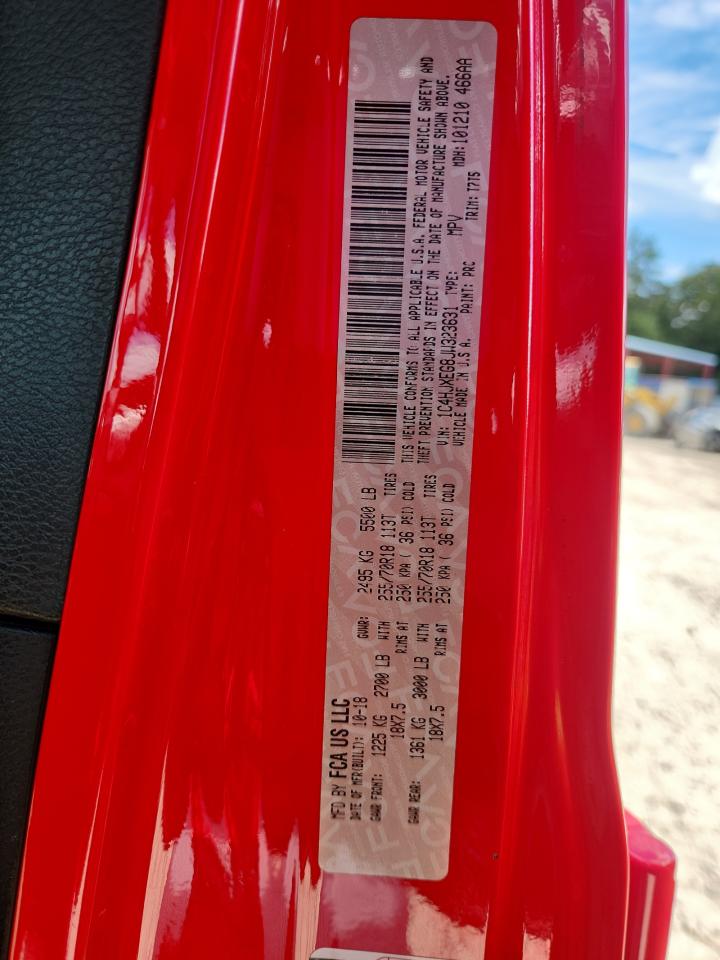 MFD BY FCA US LLC
DATE OF MFR(BUILT): 10-18 GVWR: 2495 KG 5500 LB
GAWR FRONT: 1225 KG 2700 LB WITH 255/70R18 113T TIRES
18X7.5 RIMS AT 250 KPA ( 36 PSI) COLD
GAWR REAR: 1361 KG 3000 LB WITH 255/70R18 113T TIRES
18X7.5 RIMS AT 250 KPA ( 36 PSI) COLD
THIS VEHICLE CONFORMS TO ALL APPLICABLE U.S.A. FEDERAL MOTOR VEHICLE SAFETY AND
THEFT PREVENTION STANDARDS IN EFFECT ON THE DATE OF MANUFACTURE SHOWN ABOVE.
VIN: 1C4HJXEG8JW323631 TYPE: MPV MDH:101210 466AA
VEHICLE MADE IN U.S.A. PAINT: PRC TRIM: T7T5